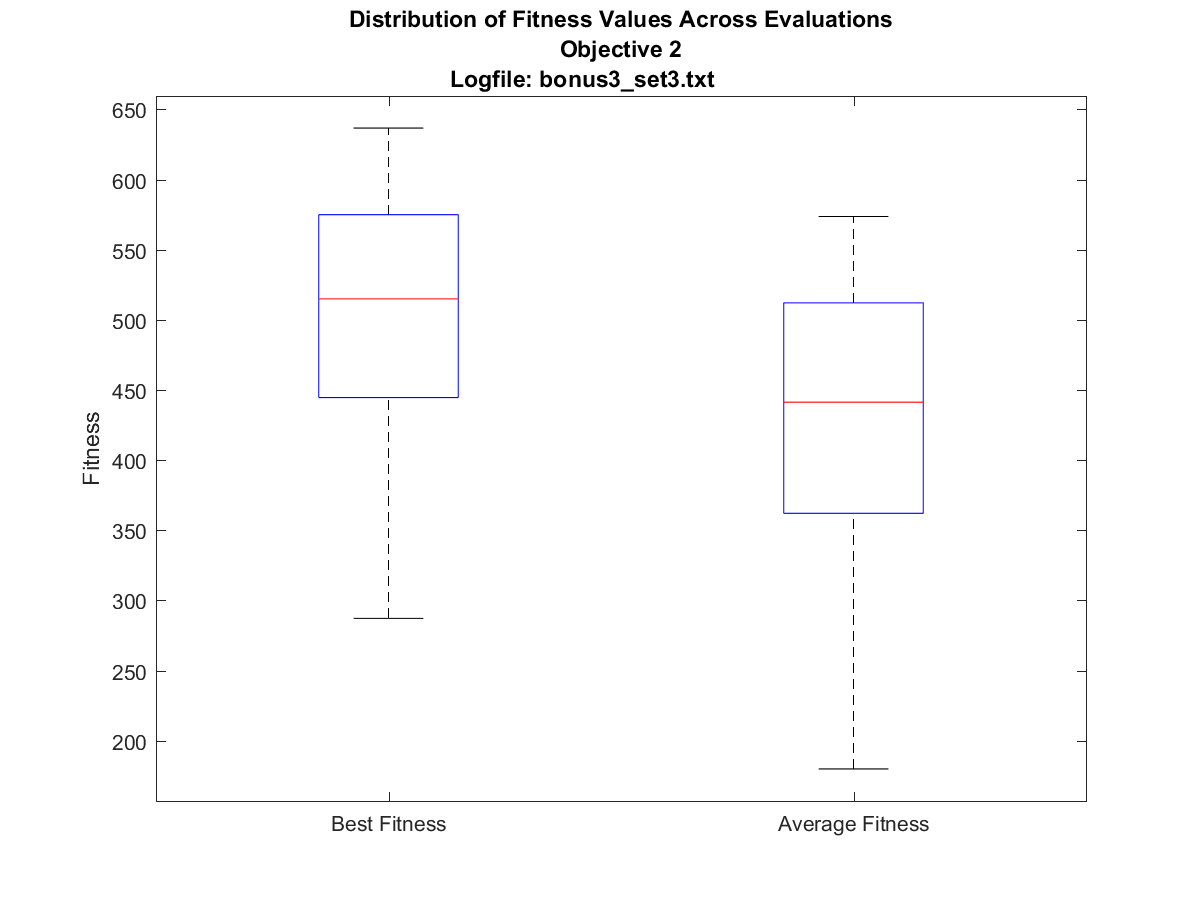 Distribution of Fitness Values Across Evaluations
Objective 2
Logfile: bonus3_set3.txt
650
600
550
500
450
400
350
300
250
200
Fitness
Best Fitness
Average Fitness